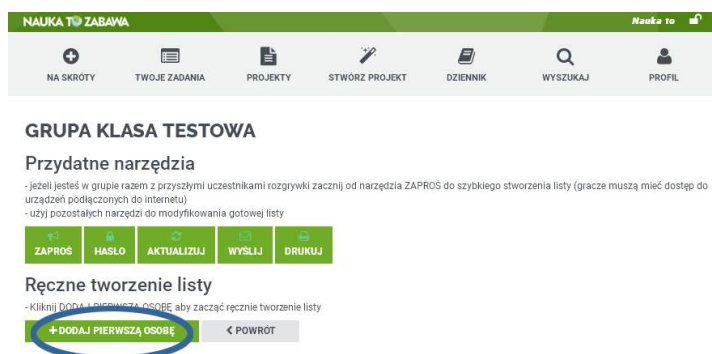 NAUKA TO ZABAWA
Nauka to
NA SKRÓTY TWOJE ZADANIA PROJEKTY STWÓRZ PROJEKT DZIENNIK WYSZUKAJ PROFIL
GRUPA KLASA TESTOWA
Przydatne narzędzia
- jeżeli jesteś w grupie razem z przyszłymi uczestnikami rozgrywki zacznij od narzędzia ZAPROŚ do szybkiego stworzenia listy (gracze muszą mieć dostęp do
urządzeń podłączonych do internetu)
- użyj pozostałych narzędzi do modyfikowania gotowej listy
ZAPROŚ HASŁO AKTUALIZUJ WYŚLIJ DRUKUJ
Ręczne tworzenie listy
- Kliknij DODAJ PIERWSZĄ OSOBĘ aby zacząć ręcznie tworzenie listy
+ DODAJ PIERWSZĄ OSOBĘ < POWRÓT